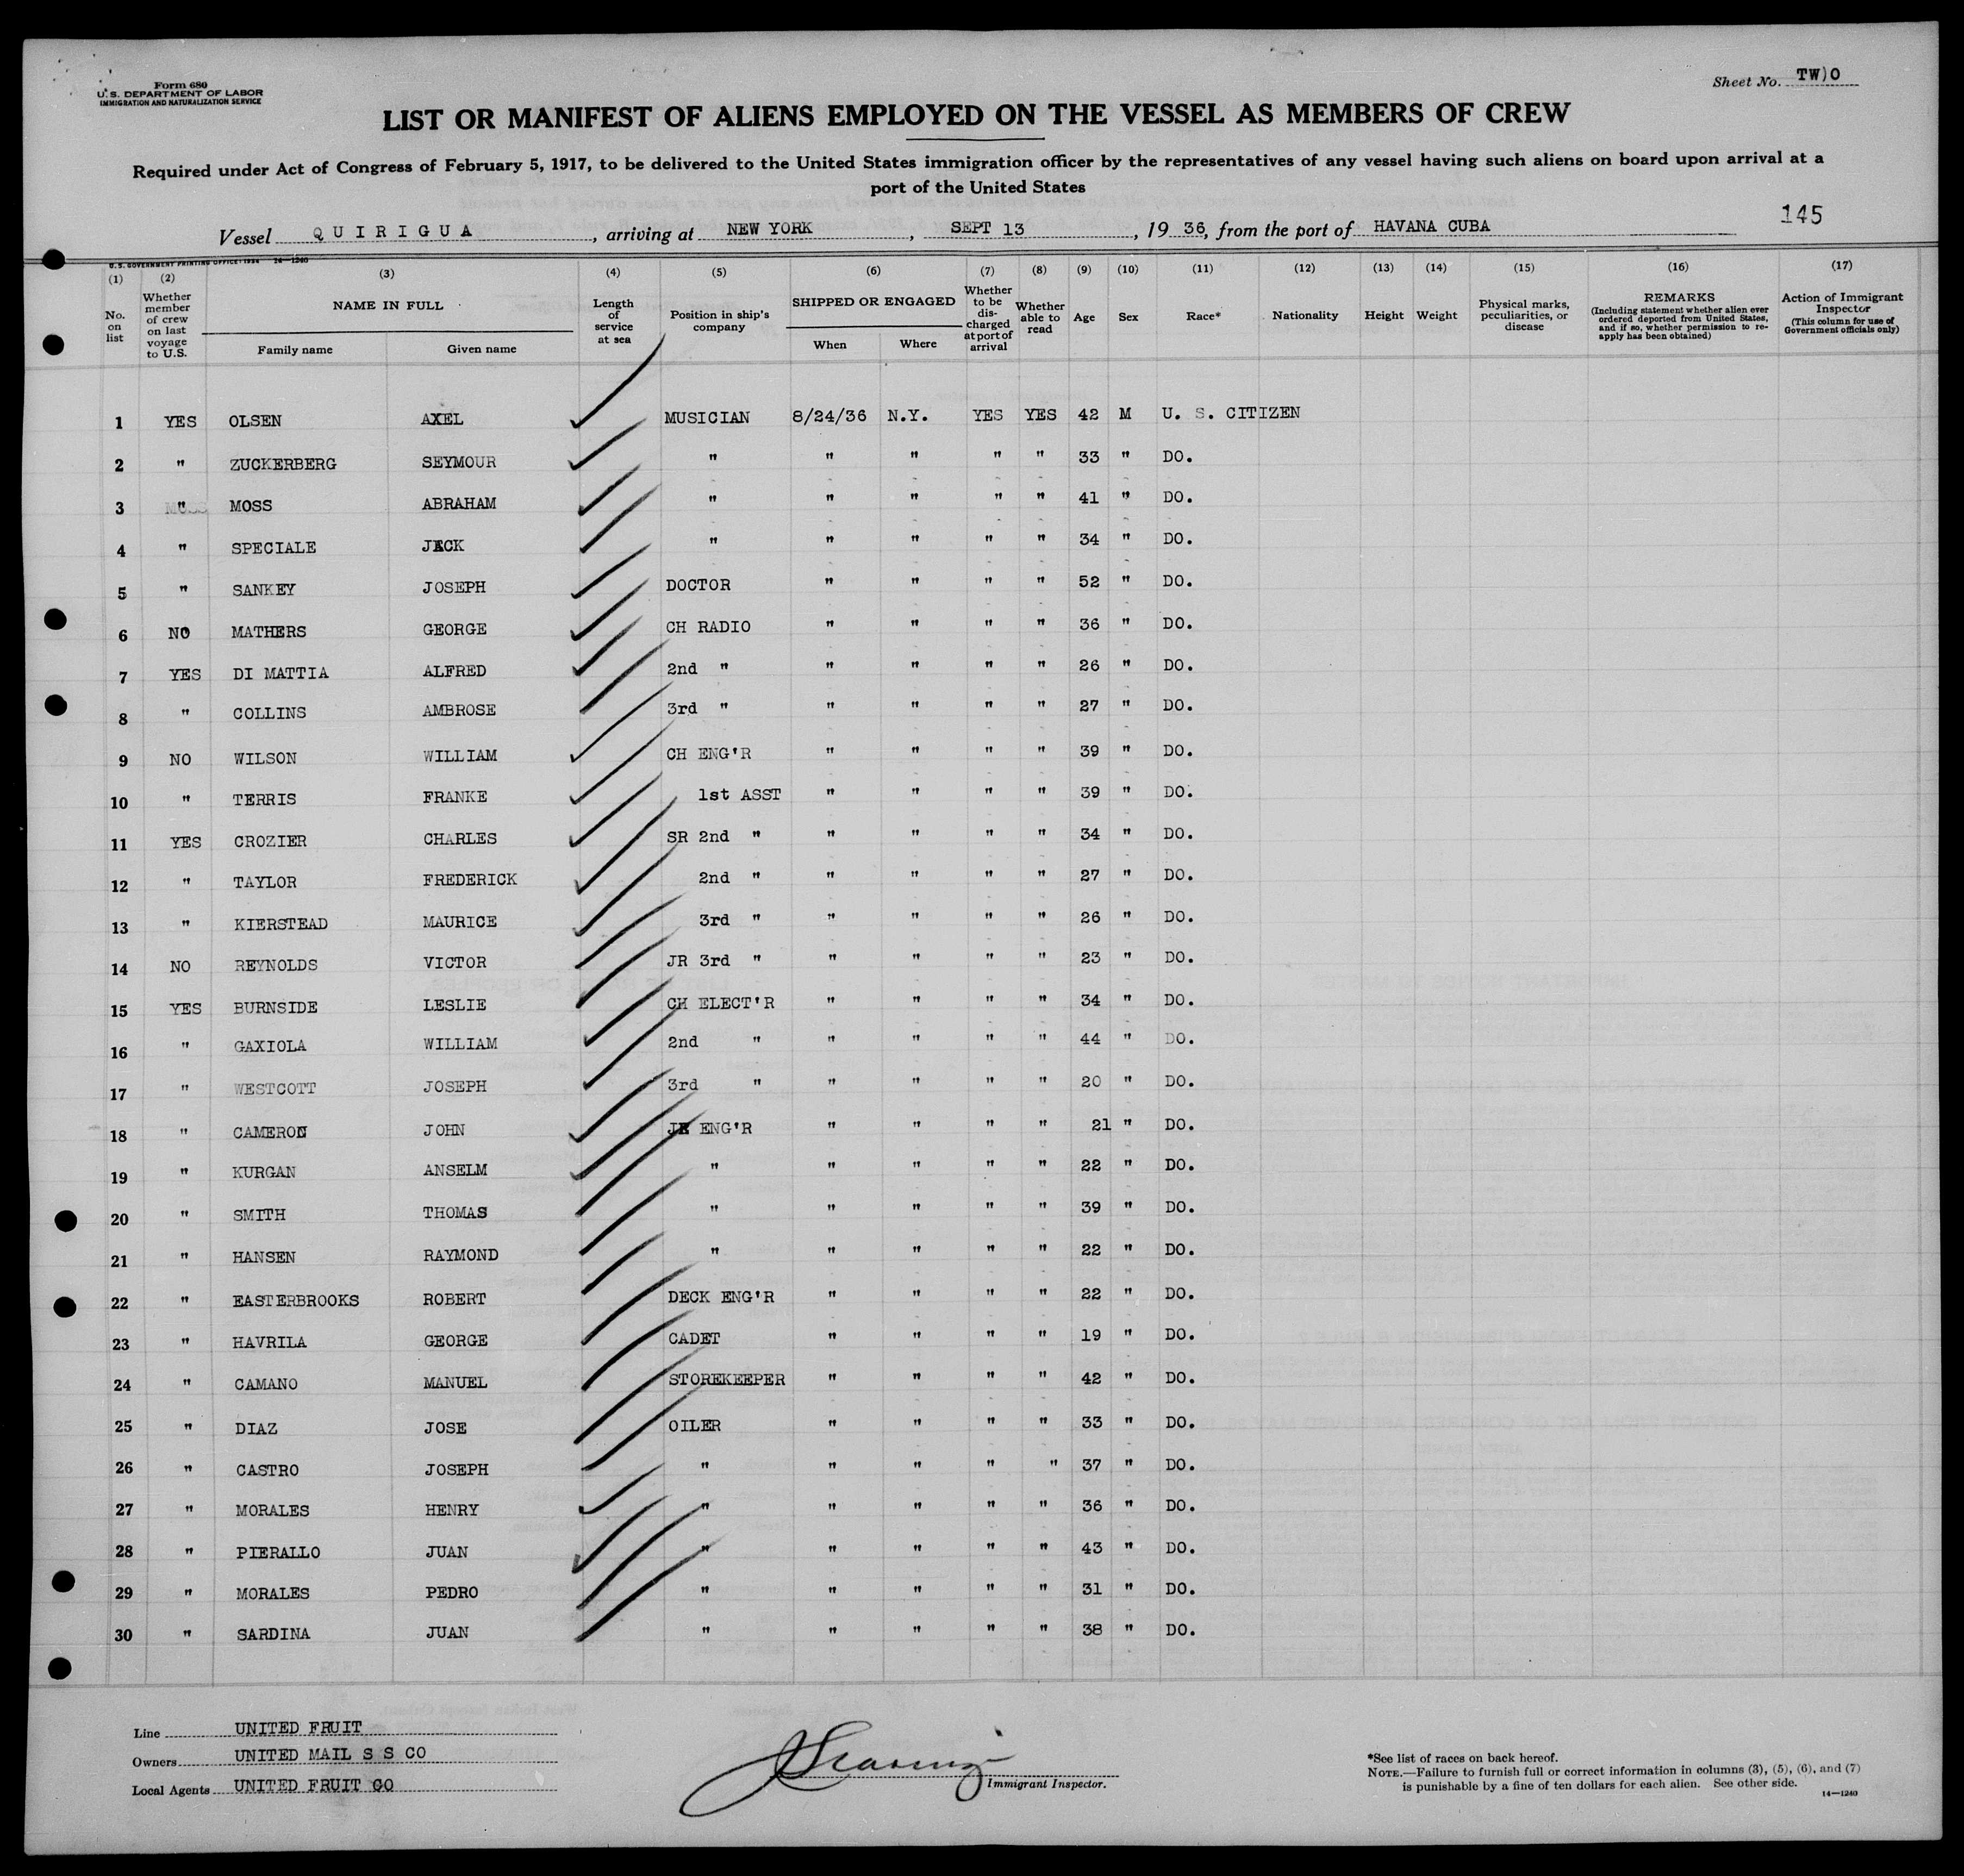 Form 680
U. S. DEPARTMENT OF LABOR
IMMIGRATION AND NATURALIZATION SERVICE
Sheet No. TW)O
LIST OR MANIFEST OF ALIENS EMPLOYED ON THE VESSEL AS MEMBERS OF CREW
Required under Act of Congress of February 5, 1917, to be delivered to the United States immigration officer by the representatives of any vessel having such aliens on board upon arrival at a
port of the United States
145
Vessel QUIRIGUA, arriving at NEW YORK, SEPT 13, 19 36, from the port of HAVANA CUBA
U. S. GOVERNMENT PRINTING OFFICE: 1934 14—1240
(1) (2) (3) (4) (5) (6) (7) (8) (9) (10) (11) (12) (13) (14) (15) (16) (17)
No. on list
Whether member of crew on last voyage to U.S.
NAME IN FULL
Family name Given name
Length of service at sea
Position in ship's company
SHIPPED OR ENGAGED
When Where
Whether to be discharged at port of arrival
Whether able to read
Age Sex Race* Nationality Height Weight
Physical marks, peculiarities, or disease
REMARKS
(Including statement whether alien ever ordered deported from United States, and if so, whether permission to reapply has been obtained)
Action of Immigrant Inspector
(This column for use of Government officials only)
1 YES OLSEN AXEL MUSICIAN 8/24/36 N.Y. YES YES 42 M U. S. CITIZEN
2 " ZUCKERBERG SEYMOUR " " " " " 33 " DO.
3 " MOSS ABRAHAM " " " " " 41 " DO.
4 " SPECIALE JACK " " " " " 34 " DO.
5 " SANKEY JOSEPH DOCTOR " " " " 52 " DO.
6 NO MATHERS GEORGE CH RADIO " " " " 36 " DO.
7 YES DI MATTIA ALFRED 2nd " " " " " 26 " DO.
8 " COLLINS AMBROSE 3rd " " " " " 27 " DO.
9 NO WILSON WILLIAM CH ENG'R " " " " 39 " DO.
10 " TERRIS FRANKE 1st ASST " " " " 39 " DO.
11 YES CROZIER CHARLES SR 2nd " " " " " 34 " DO.
12 " TAYLOR FREDERICK 2nd " " " " " 27 " DO.
13 " KIERSTEAD MAURICE 3rd " " " " " 26 " DO.
14 NO REYNOLDS VICTOR JR 3rd " " " " " 23 " DO.
15 YES BURNSIDE LESLIE CH ELECT'R " " " " 34 " DO.
16 " GAXIOLA WILLIAM 2nd " " " " " 44 " DO.
17 " WESTCOTT JOSEPH 3rd " " " " " 20 " DO.
18 " CAMERON JOHN JR ENG'R " " " " 21 " DO.
19 " KURGAN ANSELM " " " " " 22 " DO.
20 " SMITH THOMAS " " " " " 39 " DO.
21 " HANSEN RAYMOND " " " " " 22 " DO.
22 " EASTERBROOKS ROBERT DECK ENG'R " " " " 22 " DO.
23 " HAVRILA GEORGE CADET " " " " 19 " DO.
24 " CAMANO MANUEL STOREKEEPER " " " " 42 " DO.
25 " DIAZ JOSE OILER " " " " 33 " DO.
26 " CASTRO JOSEPH " " " " " 37 " DO.
27 " MORALES HENRY " " " " " 36 " DO.
28 " PIERALLO JUAN " " " " " 43 " DO.
29 " MORALES PEDRO " " " " " 31 " DO.
30 " SARDINA JUAN " " " " " 38 " DO.
Line UNITED FRUIT
Owners UNITED MAIL S S CO
Local Agents UNITED FRUIT CO
Immigrant Inspector.
*See list of races on back hereof.
NOTE.—Failure to furnish full or correct information in columns (3), (5), (6), and (7)
is punishable by a fine of ten dollars for each alien. See other side.
14—1240